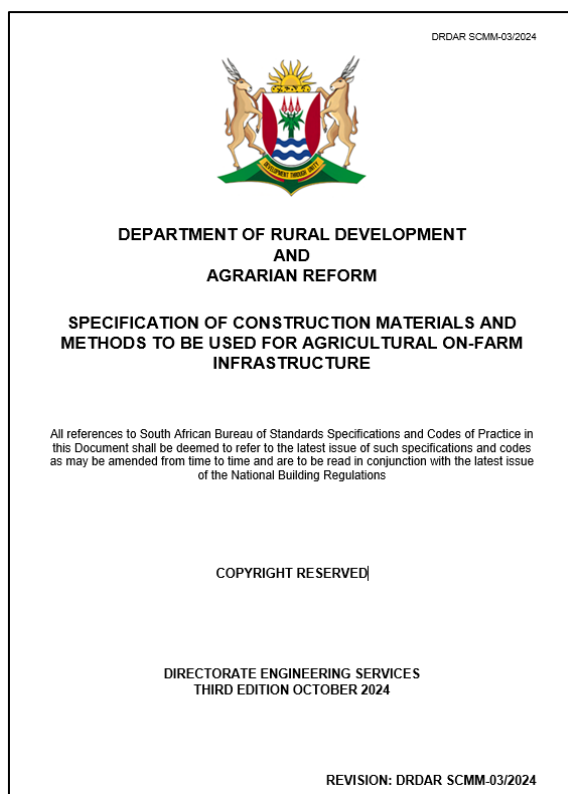 DRDAR SCMM-03/2024
DEVELOPMENT THROUGH UNITY
DEPARTMENT OF RURAL DEVELOPMENT
AND
AGRARIAN REFORM
SPECIFICATION OF CONSTRUCTION MATERIALS AND
METHODS TO BE USED FOR AGRICULTURAL ON-FARM
INFRASTRUCTURE
All references to South African Bureau of Standards Specifications and Codes of Practice in
this Document shall be deemed to refer to the latest issue of such specifications and codes
as may be amended from time to time and are to be read in conjunction with the latest issue
of the National Building Regulations
COPYRIGHT RESERVED
DIRECTORATE ENGINEERING SERVICES
THIRD EDITION OCTOBER 2024
REVISION: DRDAR SCMM-03/2024